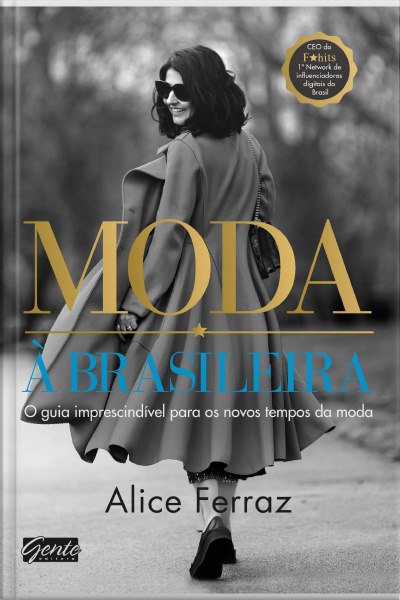 CEO do
F★hits
1ª Network de
influenciadoras
digitais do
Brasil
MODA
À BRASILEIRA
O guia imprescindível para os novos tempos da moda
Alice Ferraz
Gente
editora